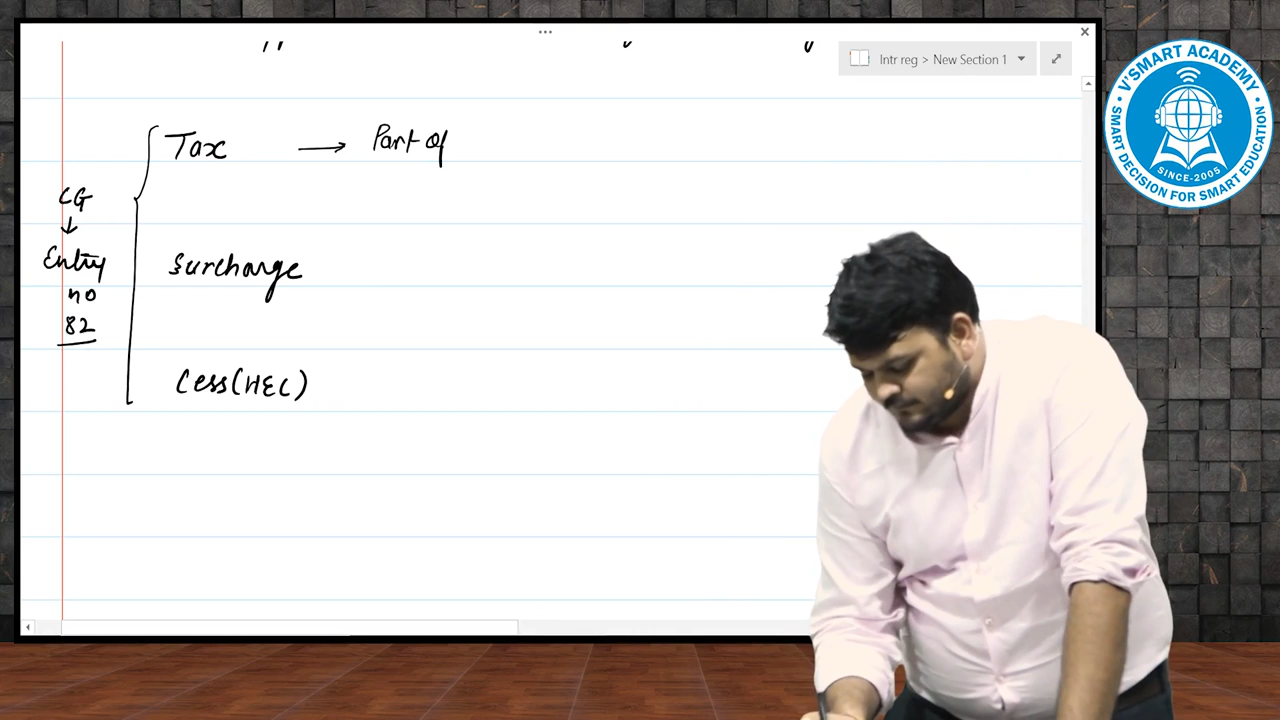 Intr reg > New Section 1
V'SMART ACADEMY
SINCE-2005
SMART DECISION FOR SMART EDUCATION
Tax → Part of
CG
↓
Entry
no
82
Surcharge
Cess (HEC)